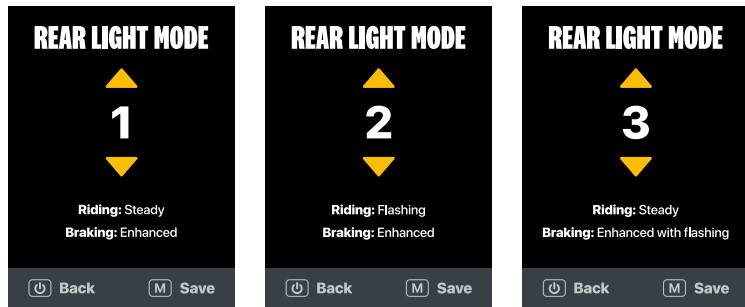 REAR LIGHT MODE
1
Riding: Steady
Braking: Enhanced
Back
M Save
REAR LIGHT MODE
2
Riding: Flashing
Braking: Enhanced
Back
M Save
REAR LIGHT MODE
3
Riding: Steady
Braking: Enhanced with flashing
Back
M Save